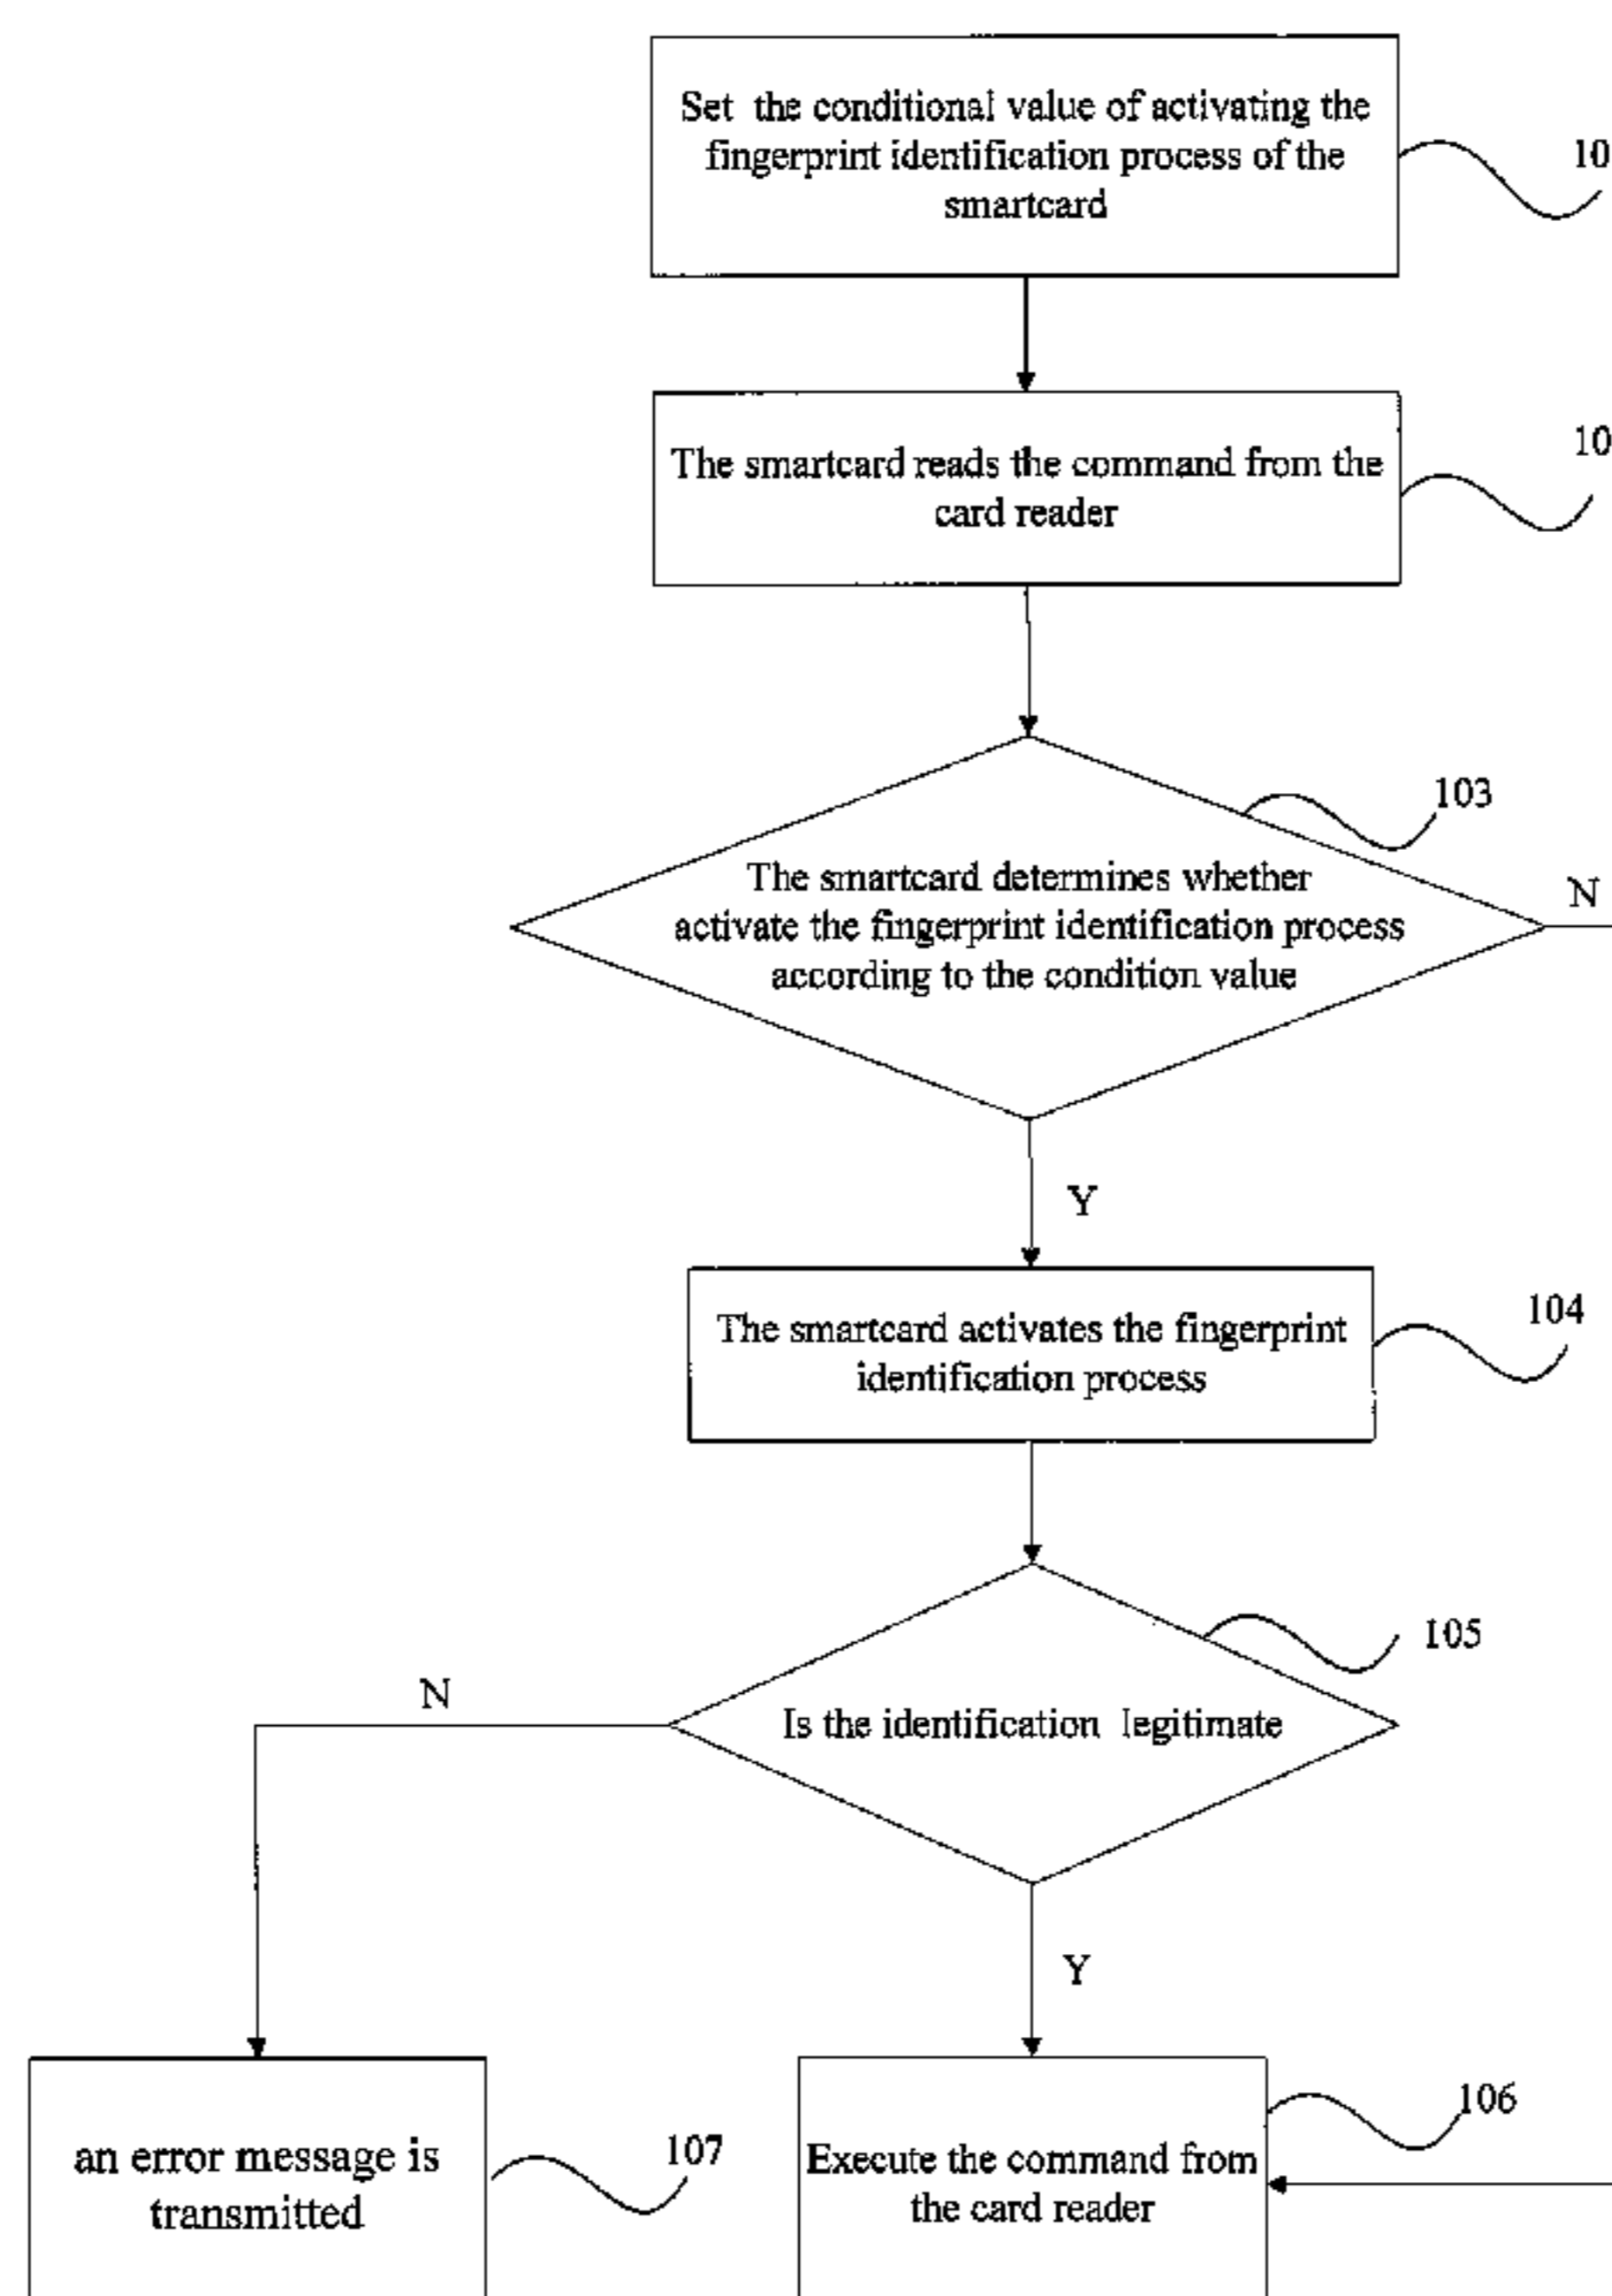 Set the conditional value of activating the
fingerprint identification process of the
smartcard
10
The smartcard reads the command from the
card reader
10
103
The smartcard determines whether
activate the fingerprint identification process
according to the condition value
N
Y
The smartcard activates the fingerprint
identification process
104
105
Is the identification legitimate
N
Y
an error message is
transmitted
107
Execute the command from
the card reader
106